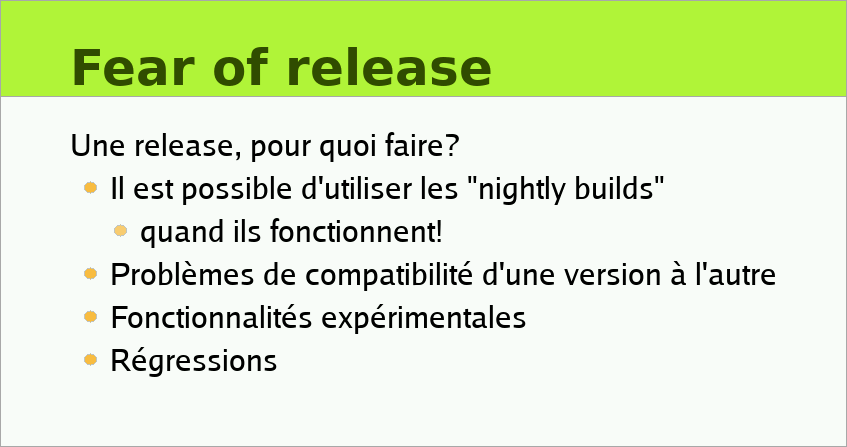 Fear of release
Une release, pour quoi faire?
Il est possible d'utiliser les "nightly builds"
quand ils fonctionnent!
Problèmes de compatibilité d'une version à l'autre
Fonctionnalités expérimentales
Régressions